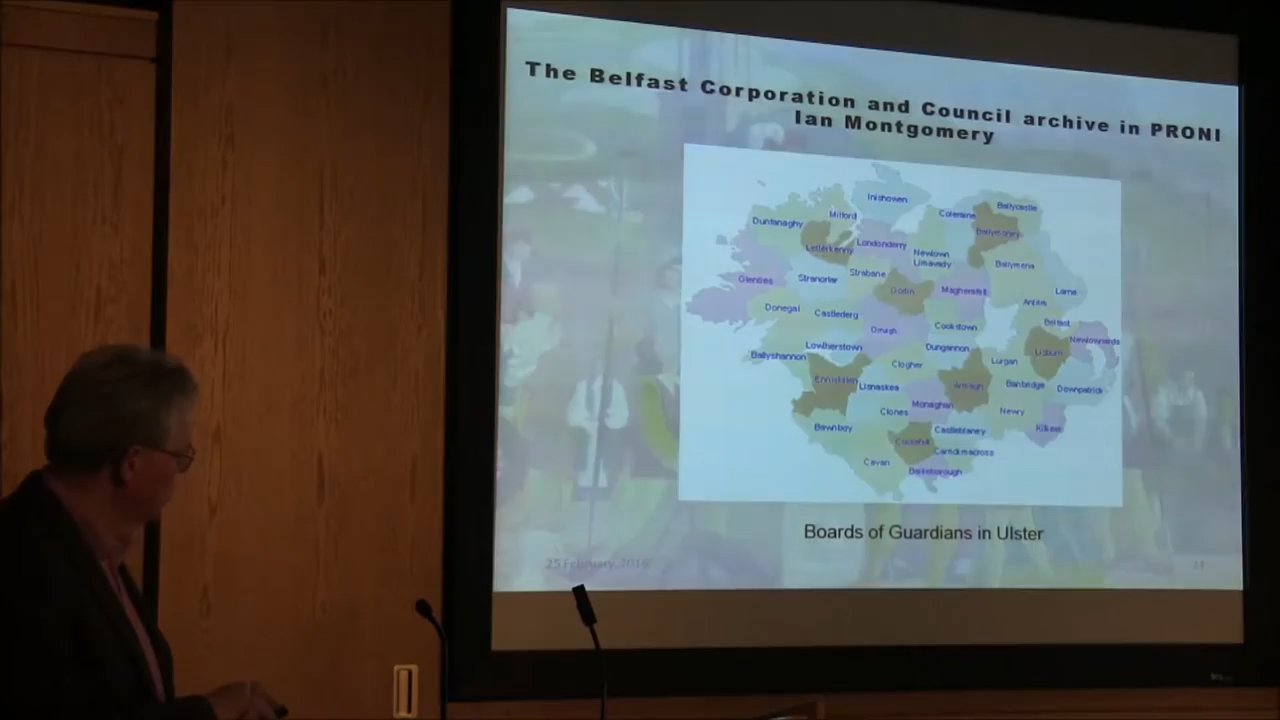 The Belfast Corporation and Council archive in PRONI
Ian Montgomery
Inishowen
Ballycastle
Milford
Coleraine
Dunfanaghy
Ballymoney
Londonderry
Letterkenny
Newtown
Limavady
Ballymena
Strabane
Glenties
Stranorlar
Gortin
Magherafelt
Larne
Antrim
Donegal
Castlederg
Belfast
Omagh
Cookstown
Newtownards
Lowtherstown
Dungannon
Lisburn
Ballyshannon
Clogher
Lurgan
Enniskillen
Lisnaskea
Armagh
Banbridge
Downpatrick
Monaghan
Clones
Newry
Bawnboy
Castleblaney
Kilkeel
Cootehill
Carrickmacross
Cavan
Bailieborough
Boards of Guardians in Ulster